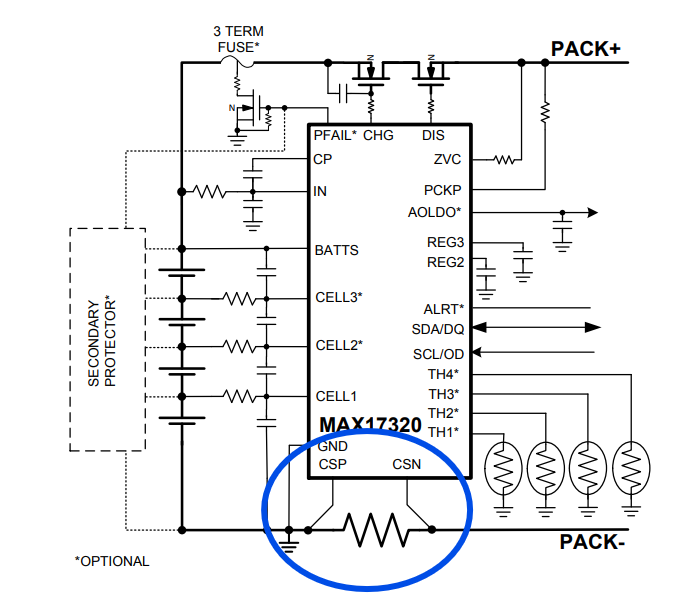 3 TERM
FUSE*
PACK+
N
N
N
PFAIL* CHG DIS
CP
ZVC
IN
PCKP
AOLDO*
BATTS
REG3
REG2
CELL3*
ALRT*
SDA/DQ
CELL2*
SCL/OD
TH4*
CELL1
TH3*
TH2*
MAX17320
TH1*
GND
CSP CSN
SECONDARY
PROTECTOR*
PACK-
*OPTIONAL